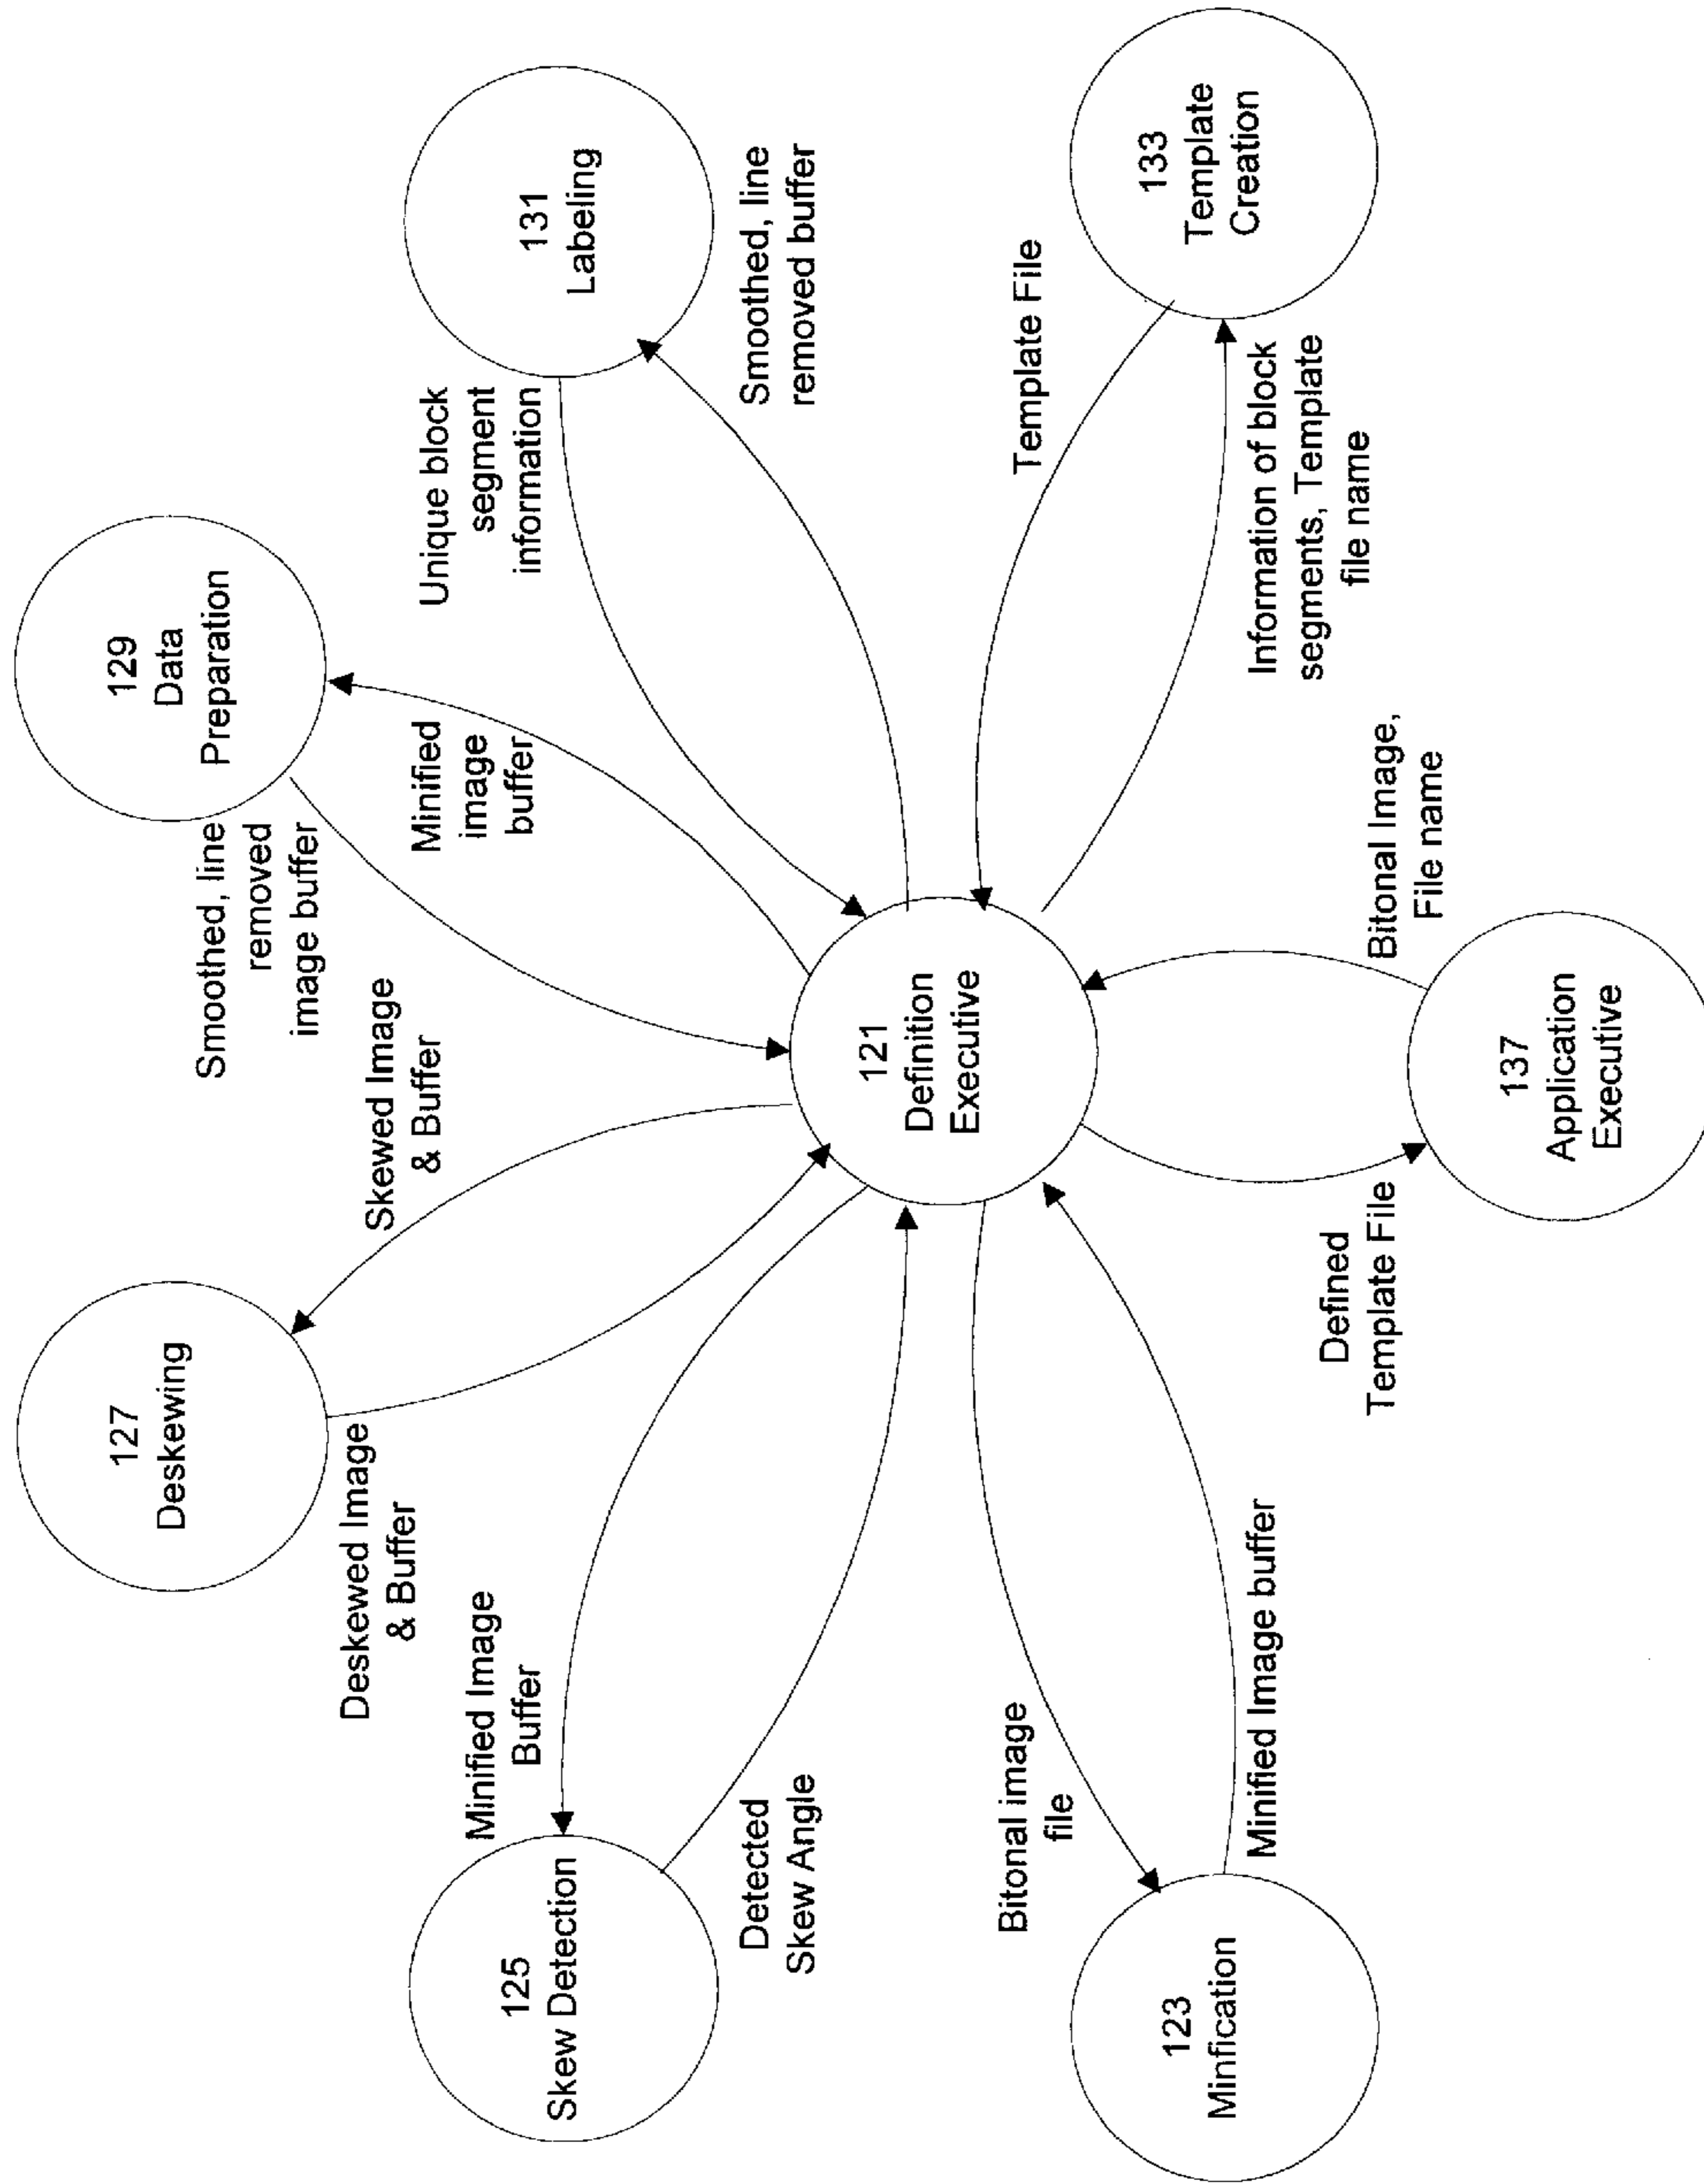 127
Deskewing
129
Data
Preparation
Smoothed, line
removed
image buffer
Skewed Image
& Buffer
Deskewed Image
& Buffer
Minified
image
buffer
Unique block
segment
information
131
Labeling
125
Skew Detection
Minified Image
Buffer
Detected
Skew Angle
Smoothed, line
removed buffer
121
Definition
Executive
Template File
133
Template
Creation
Bitonal image
file
123
Minfication
Minified Image buffer
Information of block
segments, Template
file name
Defined
Template File
Bitonal Image,
File name
137
Application
Executive